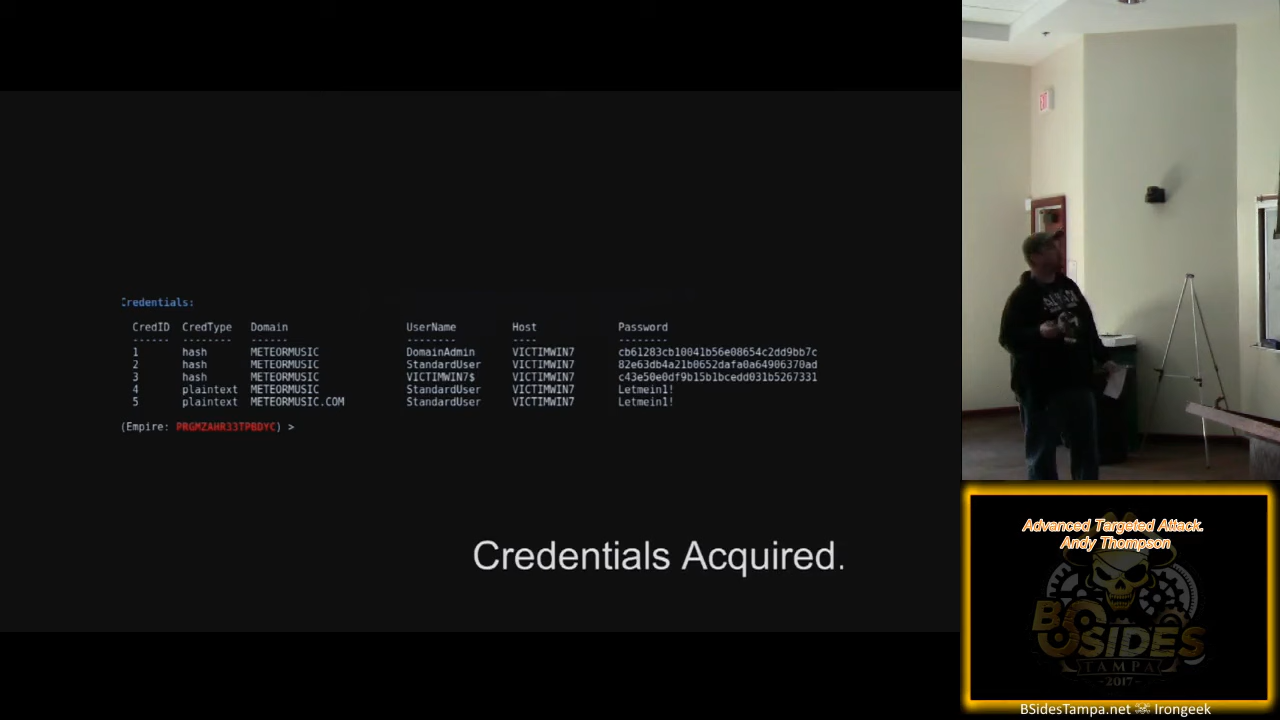 Credentials:
CredID CredType Domain UserName Host Password
------ -------- ------ -------- ---- --------
1 hash METEORMUSIC DomainAdmin VICTIMWIN7 cb61283cb10041b56e08654c2dd9bb7c
2 hash METEORMUSIC StandardUser VICTIMWIN7 82e63db4a21b0652dafa0a64906370ad
3 hash METEORMUSIC VICTIMWIN7$ VICTIMWIN7 c43e50e0df9b15b1bcedd031b5267331
4 plaintext METEORMUSIC StandardUser VICTIMWIN7 Letmein1!
5 plaintext METEORMUSIC.COM StandardUser VICTIMWIN7 Letmein1!
(Empire: PRGMZAHR33TPBDYC) >
Credentials Acquired.
EXIT
Advanced Targeted Attack.
Andy Thompson
BSIDES
TAMPA
-2017-
BSidesTampa.net Irongeek